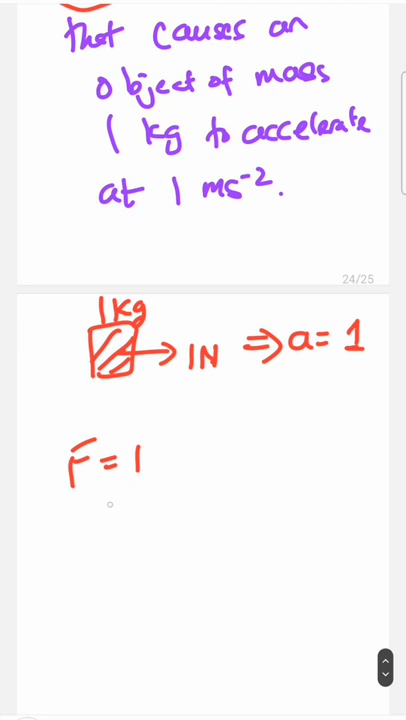 that causes an
object of mass
1 kg to accelerate
at 1 ms⁻².
24/25
1kg
1N ⇒ a= 1
F = 1